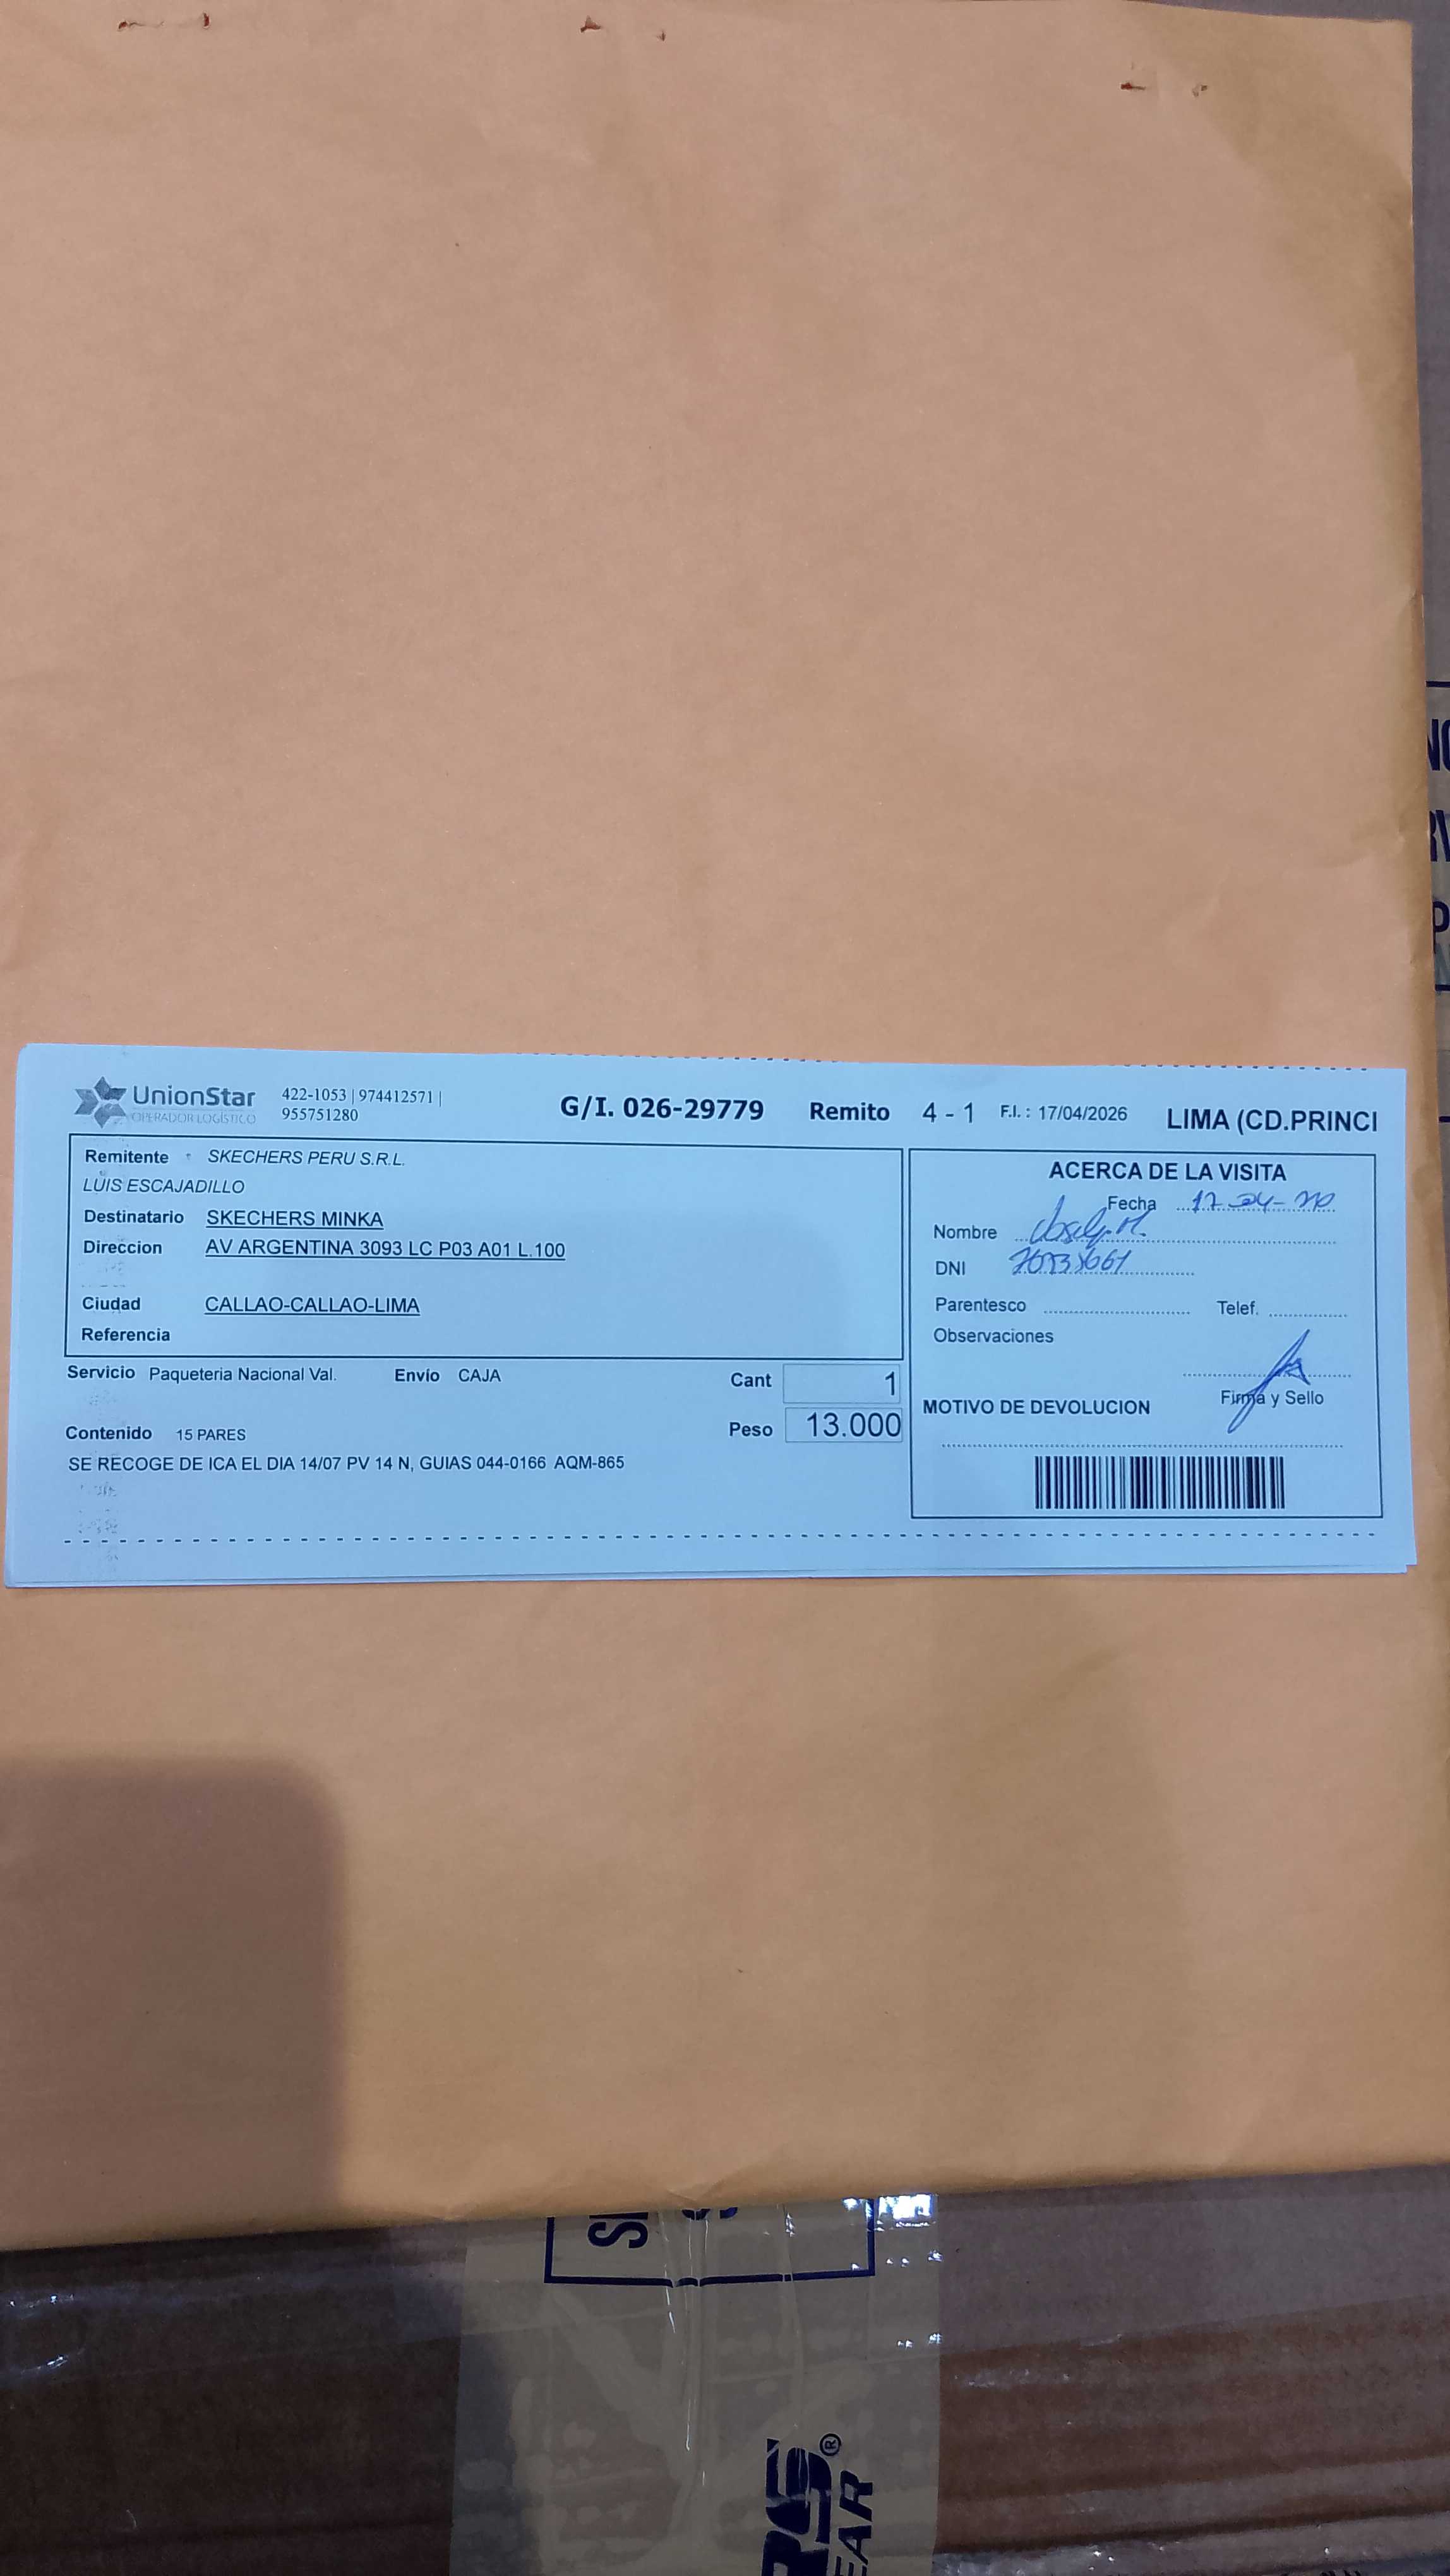 UnionStar
OPERADOR LOGÍSTICO
422-1053 | 974412571 |
955751280
G/I. 026-29779 Remito 4 - 1 F.I. : 17/04/2026 LIMA (CD.PRINCI
Remitente : SKECHERS PERU S.R.L.
LUIS ESCAJADILLO
Destinatario SKECHERS MINKA
Direccion AV ARGENTINA 3093 LC P03 A01 L.100
Ciudad CALLAO-CALLAO-LIMA
Referencia
Servicio Paqueteria Nacional Val. Envío CAJA Cant 1
Contenido 15 PARES Peso 13.000
SE RECOGE DE ICA EL DIA 14/07 PV 14 N, GUIAS 044-0166 AQM-865
ACERCA DE LA VISITA
Fecha
Nombre
DNI
Parentesco Telef.
Observaciones
Firma y Sello
MOTIVO DE DEVOLUCION